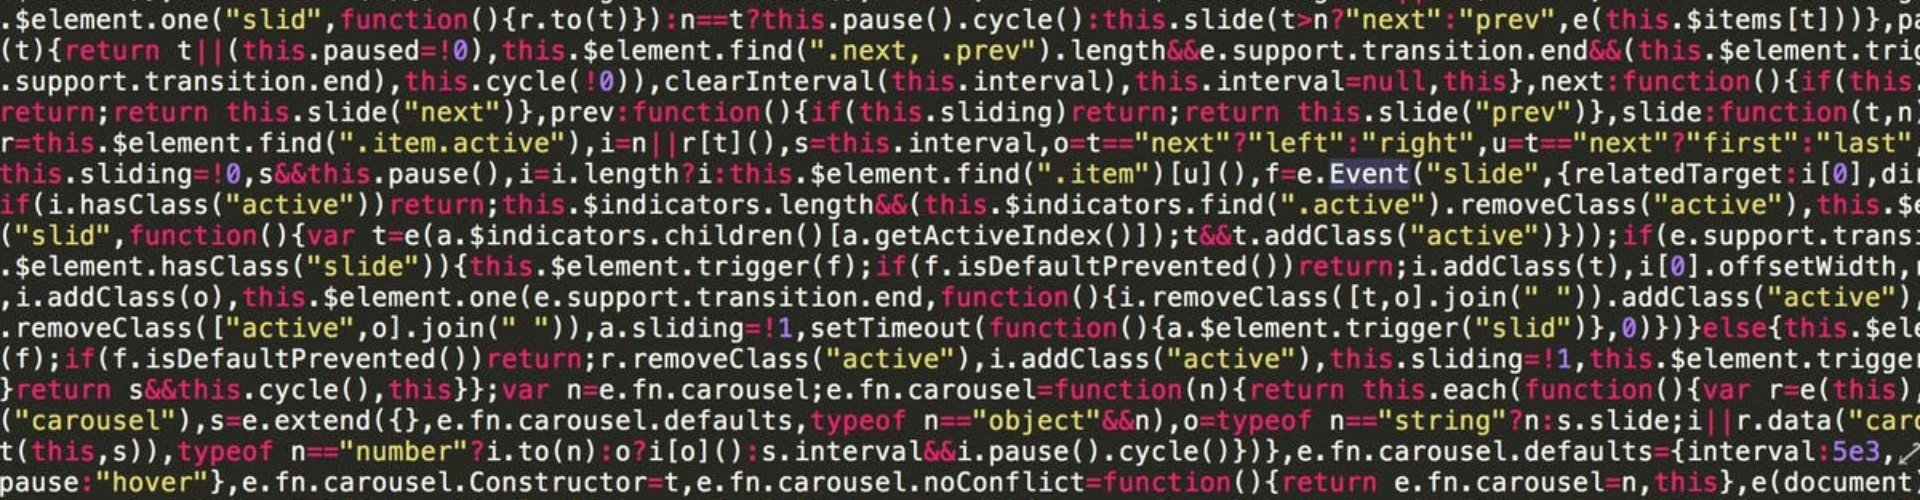 .$element.one("slid",function(){r.to(t)}):n==t?this.pause().cycle():this.slide(t>n?"next":"prev",e(this.$items[t]))},pa
(t){return t||(this.paused=!0),this.$element.find(".next, .prev").length&&e.support.transition.end&&(this.$element.trig
.support.transition.end),this.cycle(!0)),clearInterval(this.interval),this.interval=null,this},next:function(){if(this.
return;return this.slide("next")},prev:function(){if(this.sliding)return;return this.slide("prev")},slide:function(t,n)
r=this.$element.find(".item.active"),i=n||r[t](),s=this.interval,o=t=="next"?"left":"right",u=t=="next"?"first":"last",
this.sliding=!0,s&&this.pause(),i=i.length?i:this.$element.find(".item")[u](),f=e.Event("slide",{relatedTarget:i[0],dir
if(i.hasClass("active"))return;this.$indicators.length&&(this.$indicators.find(".active").removeClass("active"),this.$e
("slid",function(){var t=e(a.$indicators.children()[a.getActiveIndex()]);t&&t.addClass("active")}));if(e.support.trans
.$element.hasClass("slide")){this.$element.trigger(f);if(f.isDefaultPrevented())return;i.addClass(t),i[0].offsetWidth,
,i.addClass(o),this.$element.one(e.support.transition.end,function(){i.removeClass([t,o].join(" ")).addClass("active")
.removeClass(["active",o].join(" ")),a.sliding=!1,setTimeout(function(){a.$element.trigger("slid")},0)})}else{this.$ele
(f);if(f.isDefaultPrevented())return;r.removeClass("active"),i.addClass("active"),this.sliding=!1,this.$element.trigger
}return s&&this.cycle(),this}};var n=e.fn.carousel;e.fn.carousel=function(n){return this.each(function(){var r=e(this),
("carousel"),s=e.extend({},e.fn.carousel.defaults,typeof n=="object"&&n),o=typeof n=="string"?n:s.slide;i||r.data("caro
t(this,s)),typeof n=="number"?i.to(n):o?i[o]():s.interval&&i.pause().cycle()})},e.fn.carousel.defaults={interval:5e3,
pause:"hover"},e.fn.carousel.Constructor=t,e.fn.carousel.noConflict=function(){return e.fn.carousel=n,this},e(document)